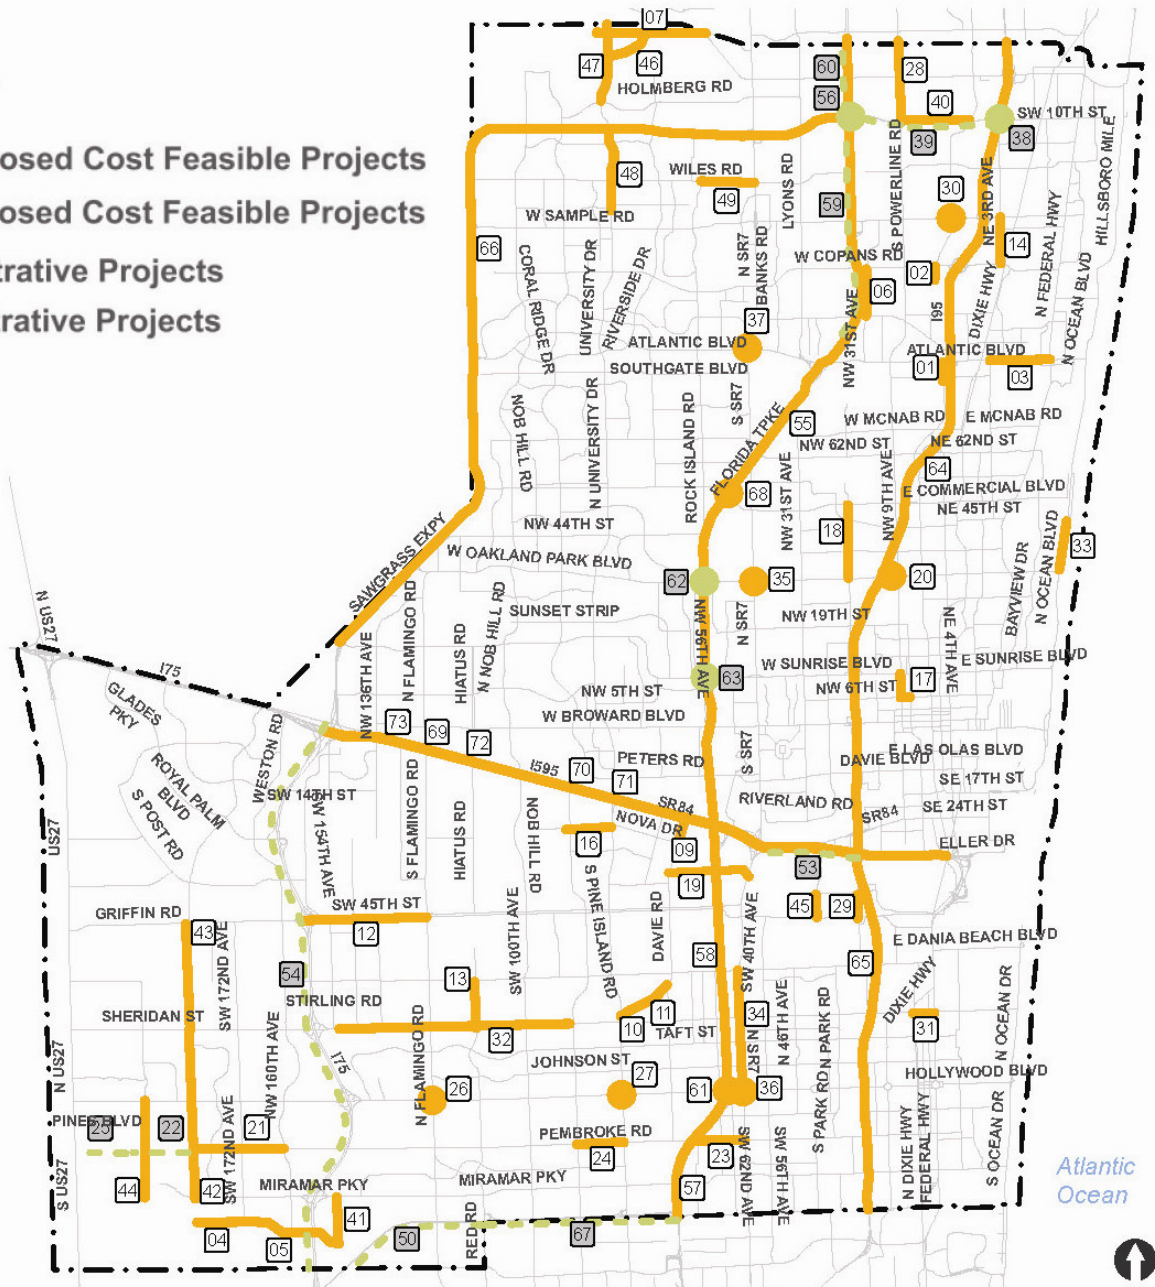 07
47
46
60
28
HOLMBERG RD
56
40
SW 10TH ST
39
38
HILLSBORO MILE
osed Cost Feasible Projects
48
WILES RD
49
LYONS RD
S POWERLINE RD
30
NE 3RD AVE
osed Cost Feasible Projects
W SAMPLE RD
59
14
N FEDERAL HWY
66
CORAL RIDGE DR
UNIVERSITY DR
RIVERSIDE DR
N SR7
BANKS RD
W COPANS RD
02
trative Projects
06
I95
DIXIE HWY
N OCEAN BLVD
trative Projects
37
ATLANTIC BLVD
NW 31ST AVE
ATLANTIC BLVD
SOUTHGATE BLVD
01
03
NOB HILL RD
N UNIVERSITY DR
ROCK ISLAND RD
S SR7
FLORIDA TPKE
55
W MCNAB RD
E MCNAB RD
NW 62ND ST
NE 62ND ST
64
68
NW 31ST AVE
NW 9TH AVE
E COMMERCIAL BLVD
NE 45TH ST
NW 44TH ST
18
33
SAWGRASS EXPY
W OAKLAND PARK BLVD
BAYVIEW DR
N OCEAN BLVD
62
35
20
N US27
N FLAMINGO RD
N NOB HILL RD
SUNSET STRIP
NW 56TH AVE
N SR7
NW 19TH ST
NE 4TH AVE
I75
NW 136TH AVE
HIATUS RD
W SUNRISE BLVD
E SUNRISE BLVD
GLADES
PKY
NW 5TH ST
63
NW 6TH ST
17
WESTON RD
73
69
72
W BROWARD BLVD
ROYAL PALM
BLVD
I595
70
71
PETERS RD
S SR7
DAVIE BLVD
E LAS OLAS BLVD
SE 17TH ST
S POST RD
SW 14TH ST
SW 154TH AVE
S FLAMINGO RD
HIATUS RD
NOB HILL RD
SR84
RIVERLAND RD
SR84
SE 24TH ST
US27
NOVA DR
16
09
ELLER DR
53
S PINE ISLAND RD
19
GRIFFIN RD
SW 45TH ST
12
SW 100TH AVE
DAVIE RD
SW 40TH AVE
45
29
43
SW 172ND AVE
E DANIA BEACH BLVD
54
13
58
65
DIXIE HWY
N OCEAN DR
SHERIDAN ST
STIRLING RD
NW 160TH AVE
32
10
11
TAFT ST
34
N SR7
N 46TH AVE
N PARK RD
31
N US27
I75
N FLAMINGO RD
JOHNSON ST
27
26
61
36
HOLLYWOOD BLVD
PINES BLVD
25
22
21
SW 172ND AVE
PEMBROKE RD
24
23
S PARK RD
N DIXIE HWY
FEDERAL HWY
S OCEAN DR
S US27
44
42
MIRAMAR PKY
MIRAMAR PKY
57
SW 62ND AVE
SW 56TH AVE
Atlantic
Ocean
04
05
41
50
RED RD
67